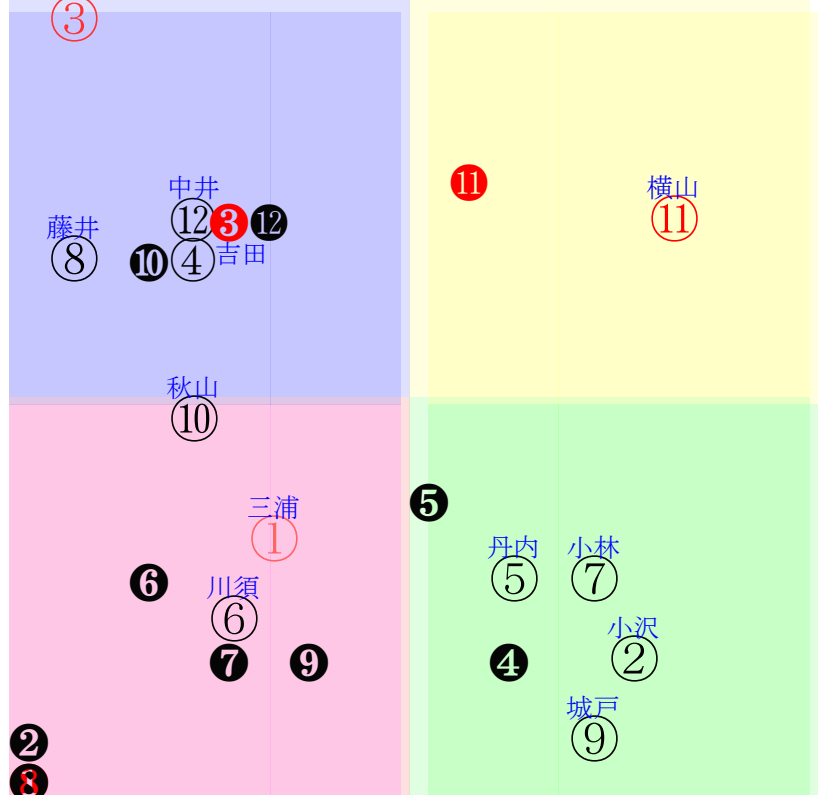 ③
⓫
中井
横山
藤井
⑫ ❸ ⓬
⑪
⑧ ❿ ④ 吉田
秋山
⑩
❺
三浦
①
丹内
小林
❻
⑤
⑦
川須
⑥
小沢
❼ ❾ ❹ ②
城戸
❷
⑨
❽